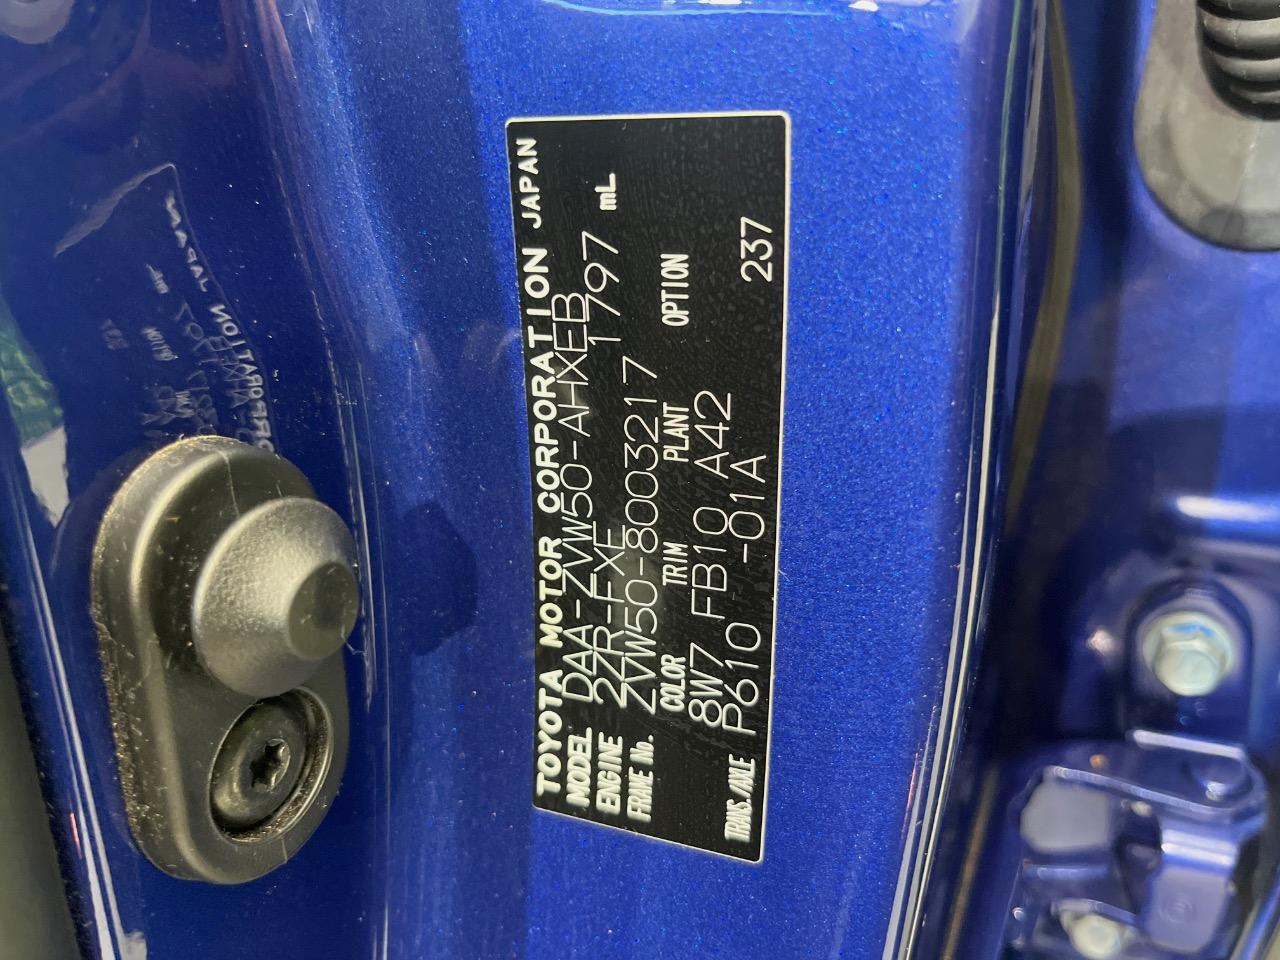 TOYOTA MOTOR CORPORATION JAPAN
MODEL DAA-ZVW50-AHXEB
ENGINE 2ZR-FXE 1797 mL
FRAME No. ZVW50-8003217
COLOR TRIM PLANT OPTION
8W7 FB10 A42
TRANS./AXLE P610 -01A 237